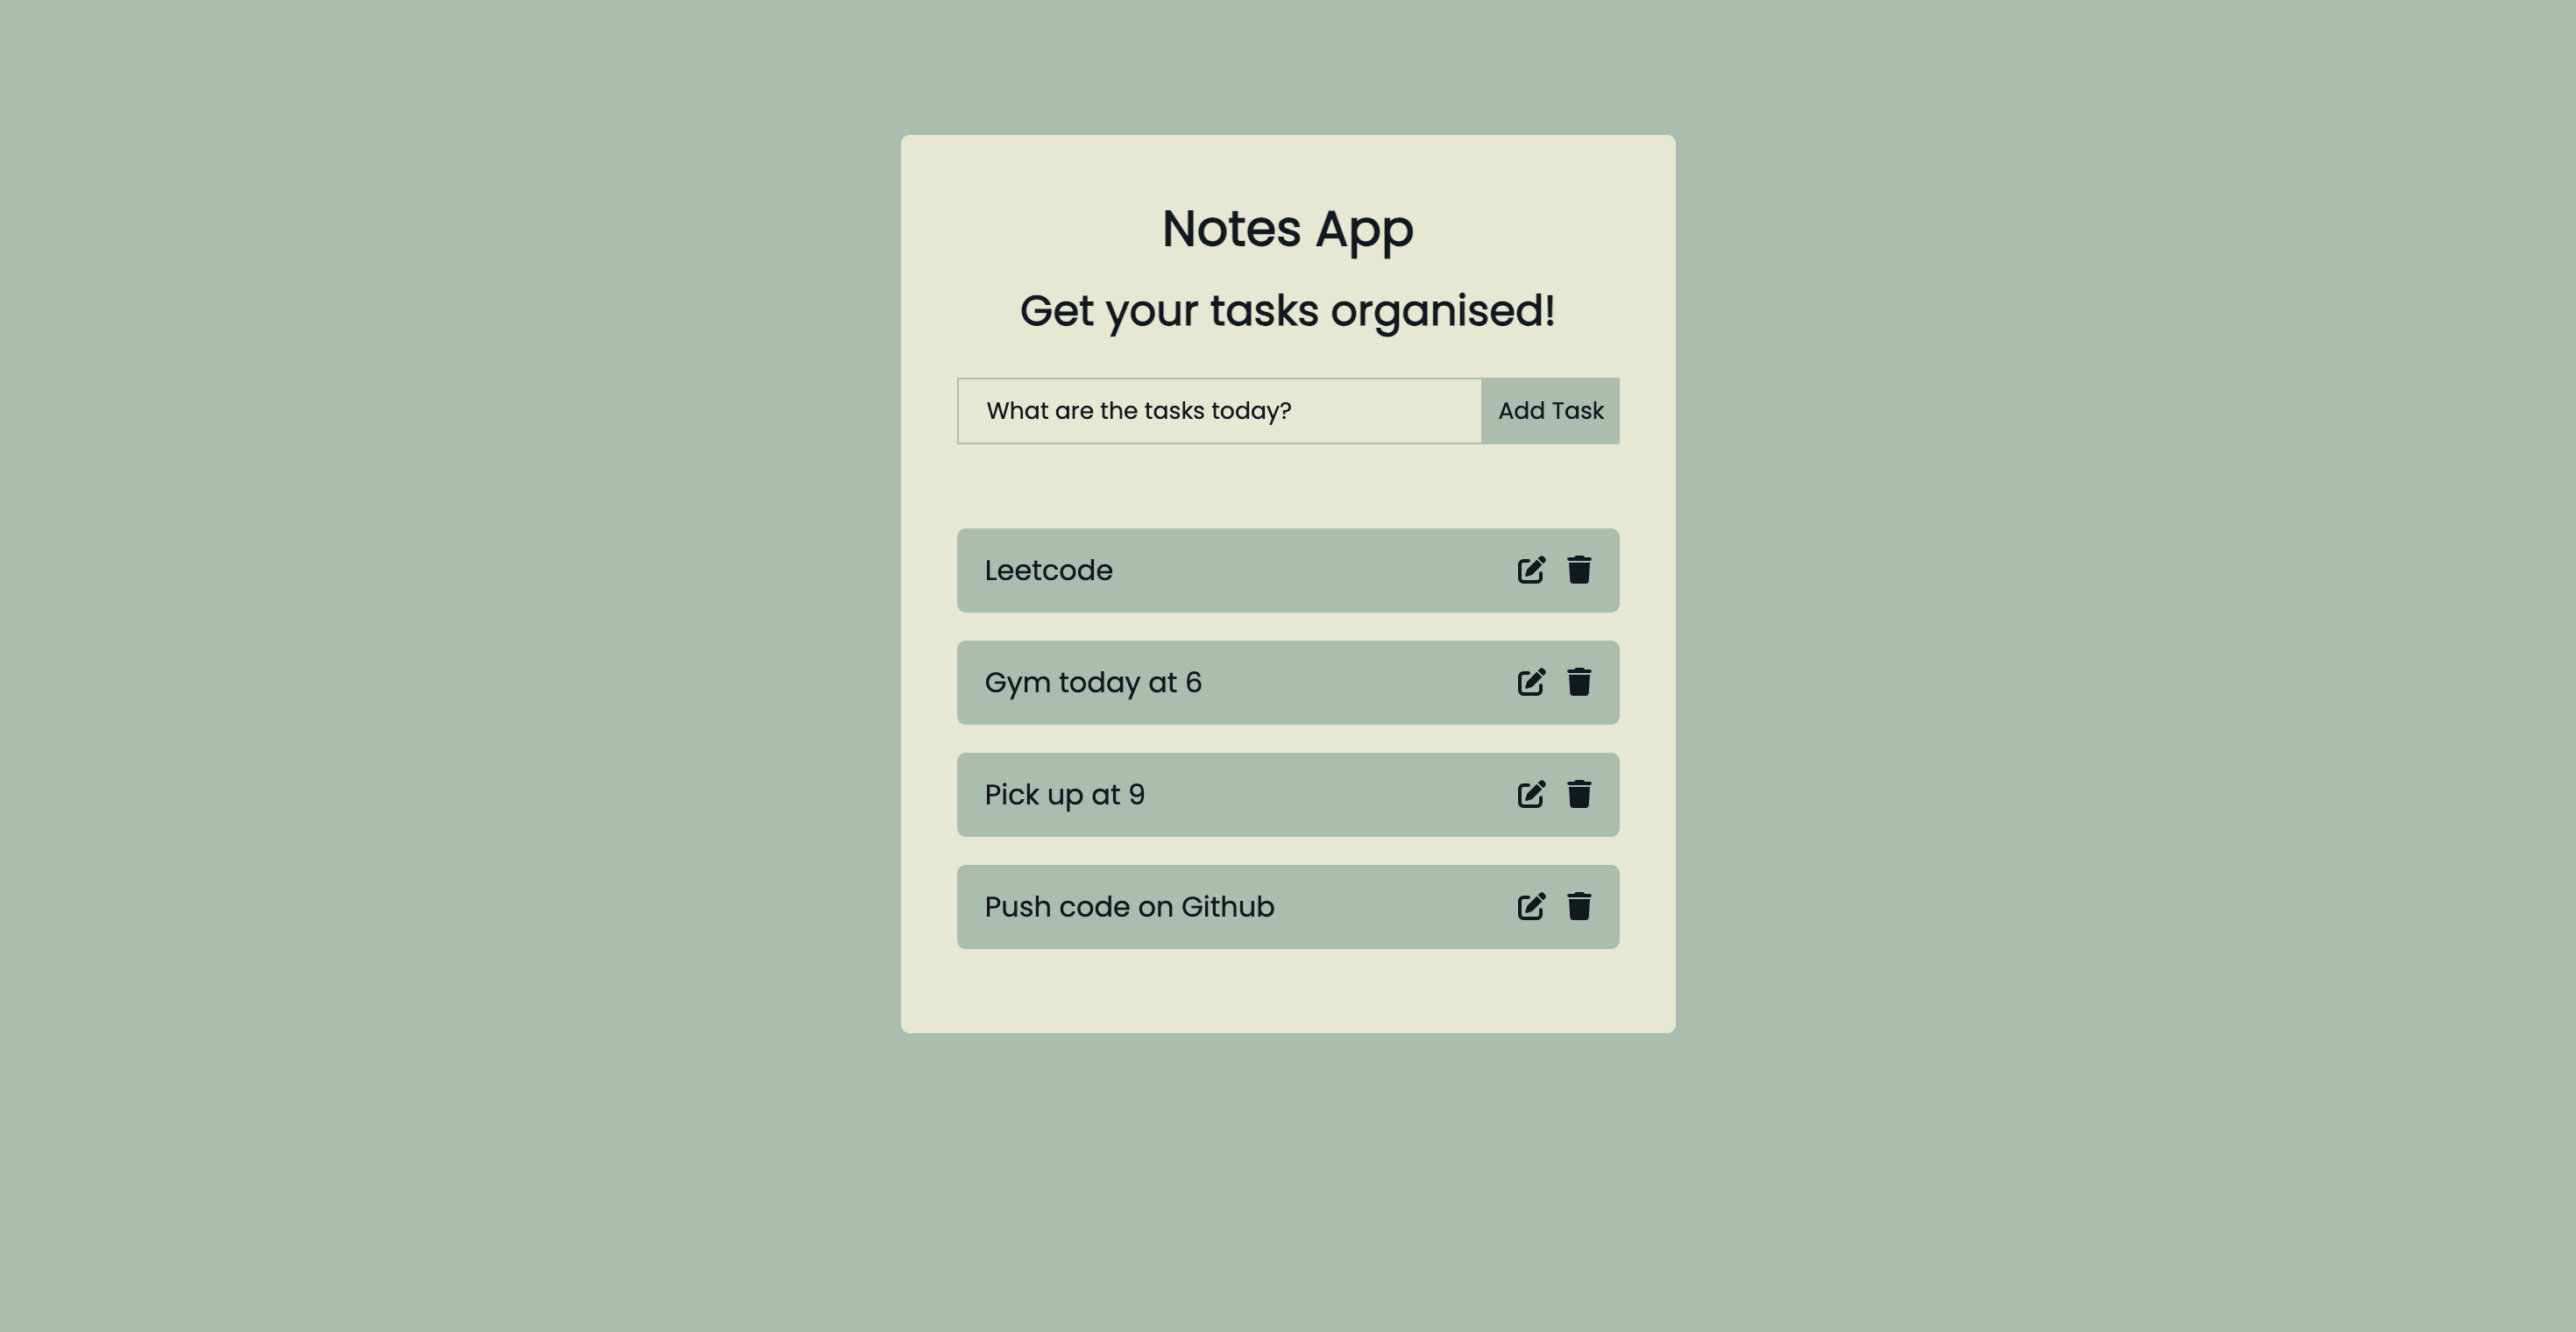 Notes App
Get your tasks organised!
What are the tasks today? Add Task
Leetcode
Gym today at 6
Pick up at 9
Push code on Github